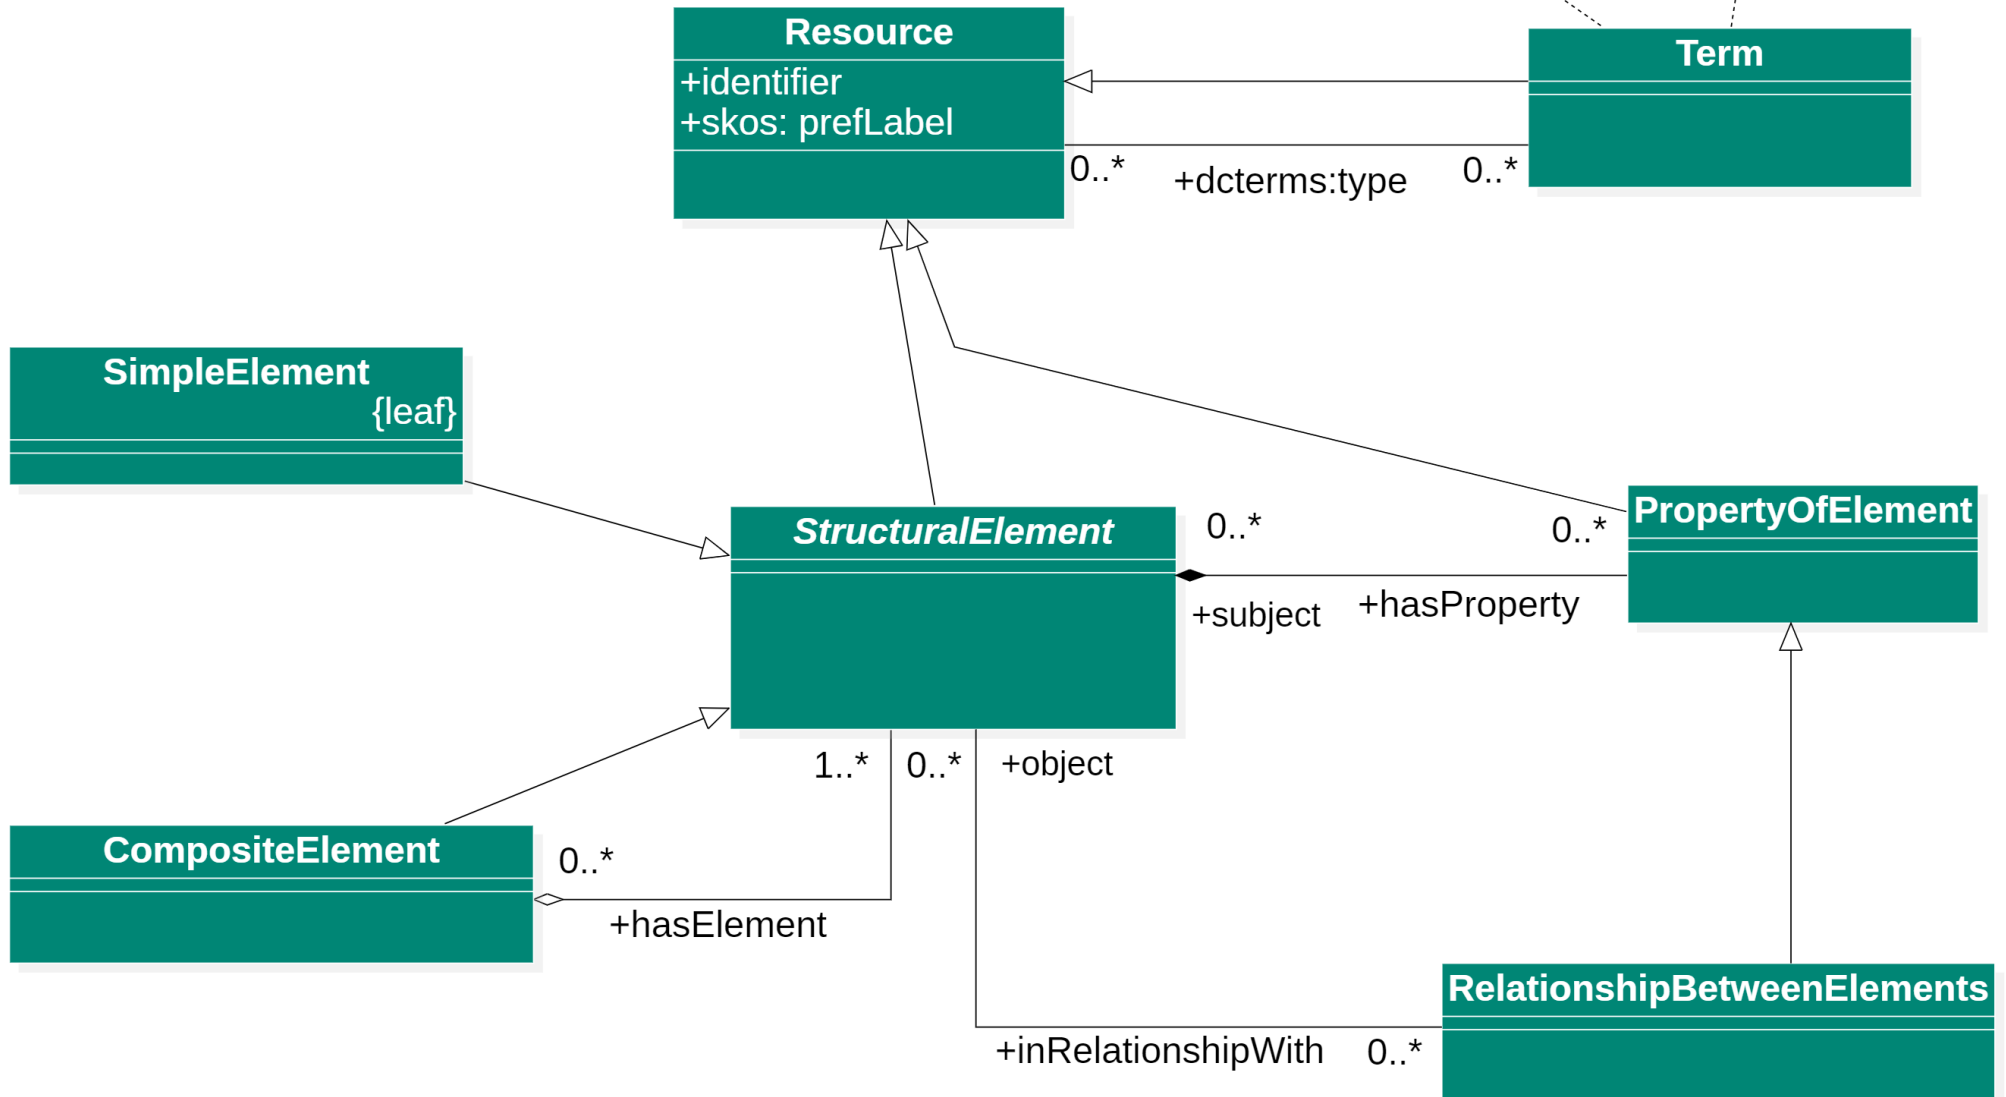 Resource
+identifier
+skos: prefLabel
Term
0..*
+dcterms:type
0..*
SimpleElement
{leaf}
StructuralElement
0..*
0..*
PropertyOfElement
+subject
+hasProperty
1..*
0..*
+object
CompositeElement
0..*
+hasElement
RelationshipBetweenElements
+inRelationshipWith
0..*